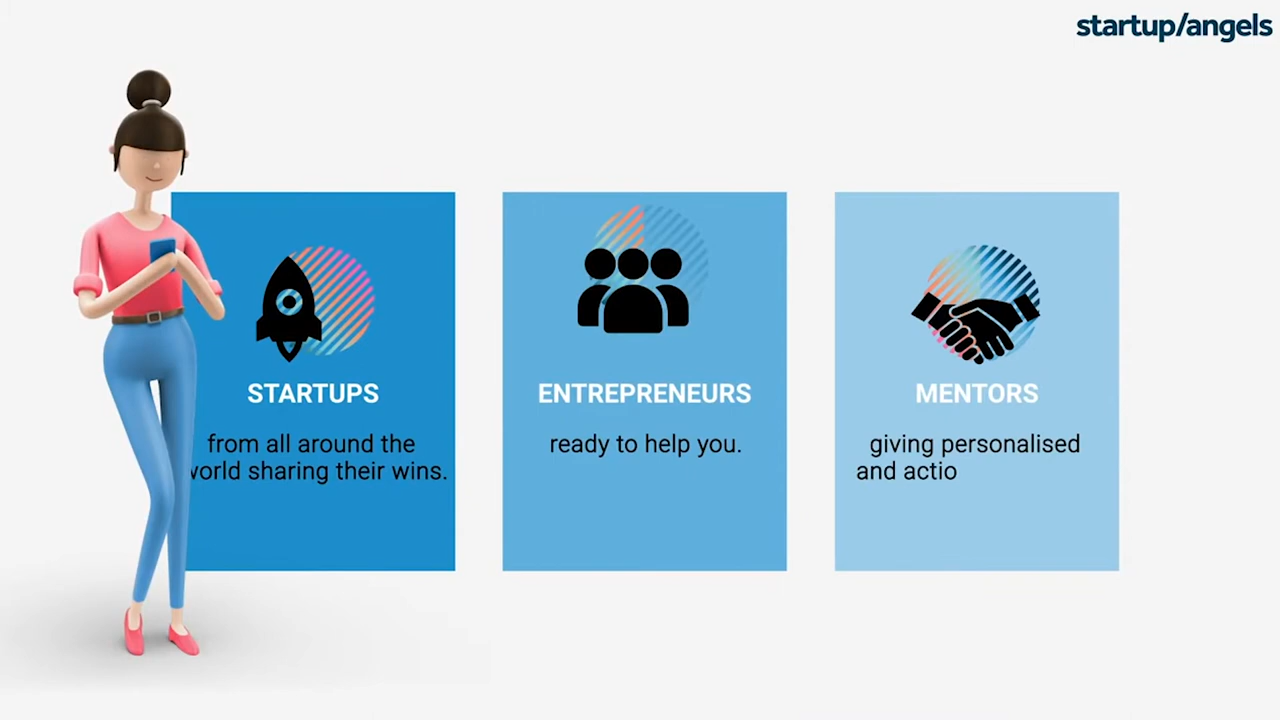 startup/angels
STARTUPS
from all around the
world sharing their wins.
ENTREPRENEURS
ready to help you.
MENTORS
giving personalised
and actio